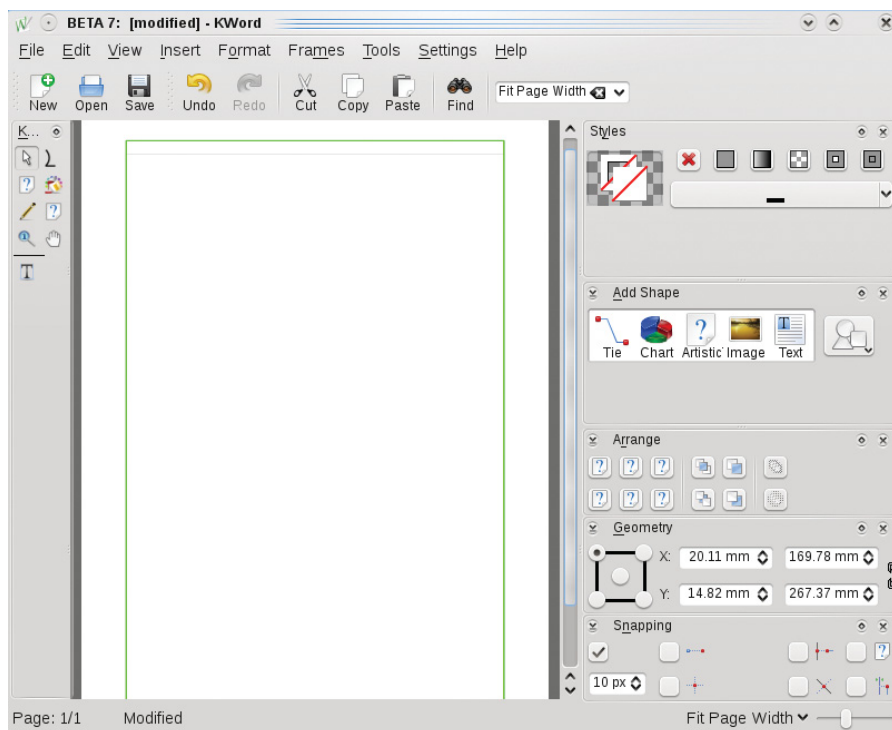 BETA 7: [modified] - KWord
File Edit View Insert Format Frames Tools Settings Help
New Open Save Undo Redo Cut Copy Paste Find Fit Page Width
K...
Styles
Add Shape
Tie Chart Artistic Image Text
Arrange
Geometry
X: 20.11 mm 169.78 mm
Y: 14.82 mm 267.37 mm
Snapping
10 px
Page: 1/1 Modified Fit Page Width